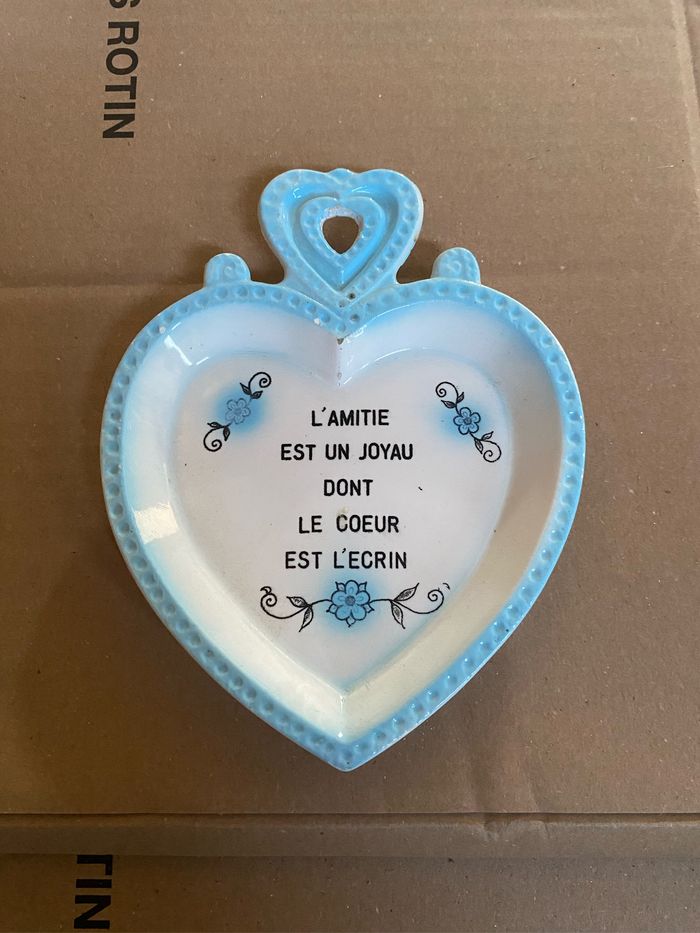 S ROTIN
L'AMITIE
EST UN JOYAU
DONT
LE COEUR
EST L'ECRIN
TIN